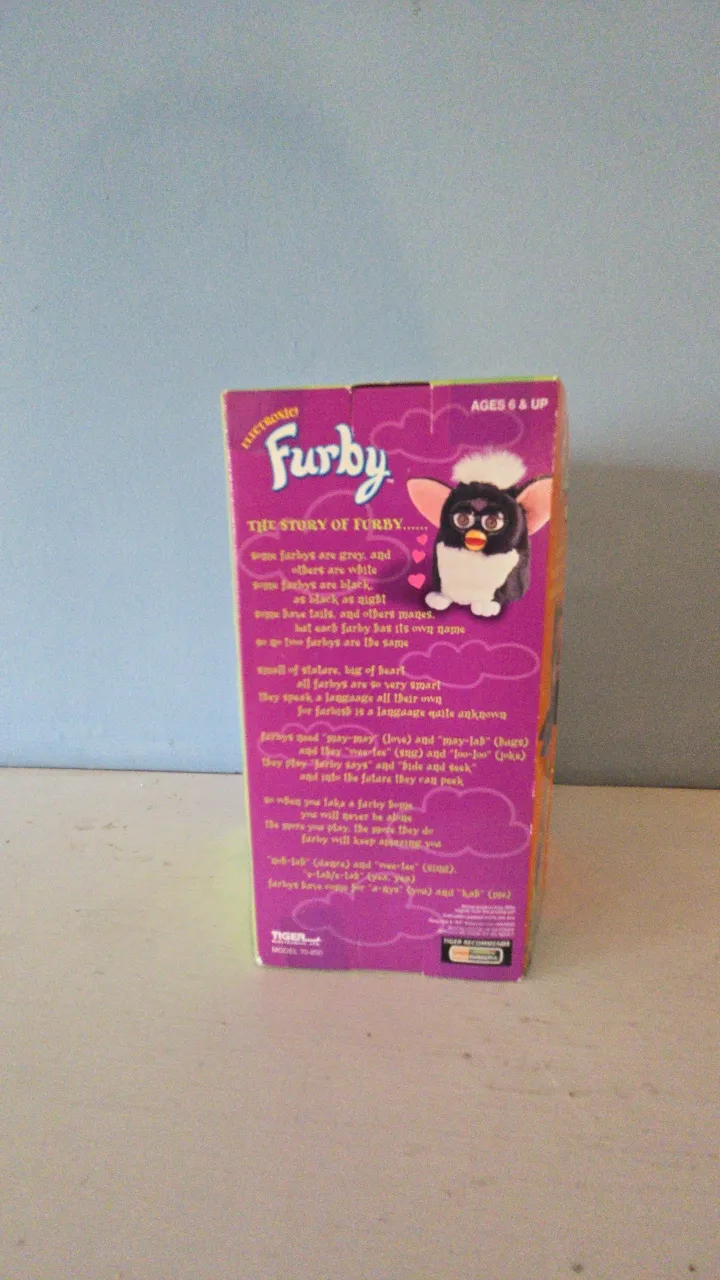 ELECTRONIC
Furby
AGES 6 & UP
THE STORY OF FURBY......
some furbys are grey, and
others are white
some furbys are black,
as black as night
some have tails, and others manes,
but each furby has its own name
so no two furbys are the same
small of stature, big of heart
all furbys are so very smart
they speak a language all their own
for furbish is a language quite unknown
furbys need "may-may" (love) and "may-lah" (hugs)
and they "wee-tee" (sing) and "loo-loo" (joke)
they play "furby says" and "hide and seek"
and into the future they can peek
so when you take a furby home
you will never be alone
the more you play, the more they do
furby will keep amazing you
"noh-lah" (dance) and "wee-tee" (sing),
"e-tah/e-tah" (yes, yea)
furbys have come for "a-nye" (you) and "kah" (me)
TIGER
MODEL 70-800
TIGER RECOMMENDS